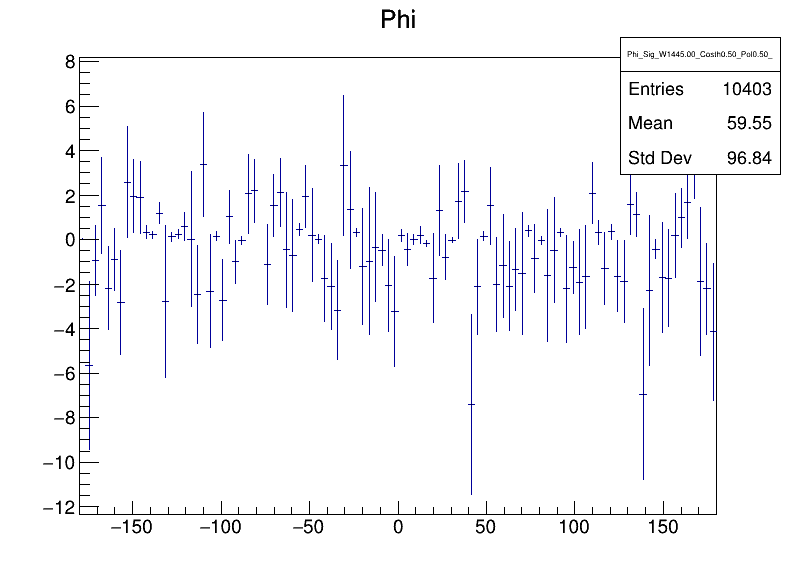 Phi
Phi_Sig_W1445.00_Costh0.50_Pol0.50_
Entries 10403
Mean 59.55
Std Dev 96.84
8
6
4
2
0
−2
−4
−6
−8
−10
−12
−150 −100 −50 0 50 100 150